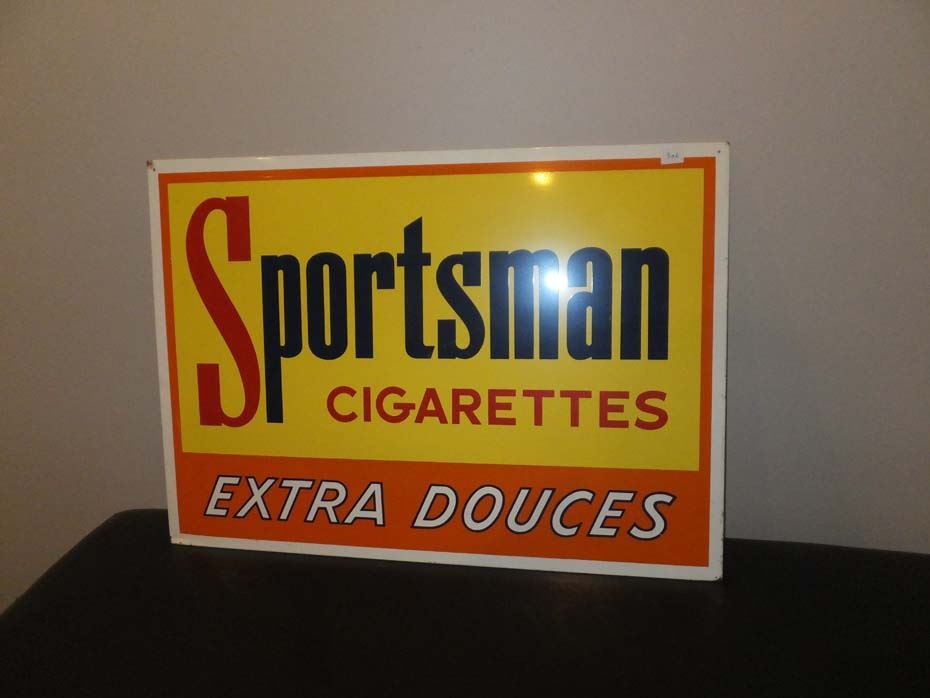 Sportsman
CIGARETTES
EXTRA DOUCES